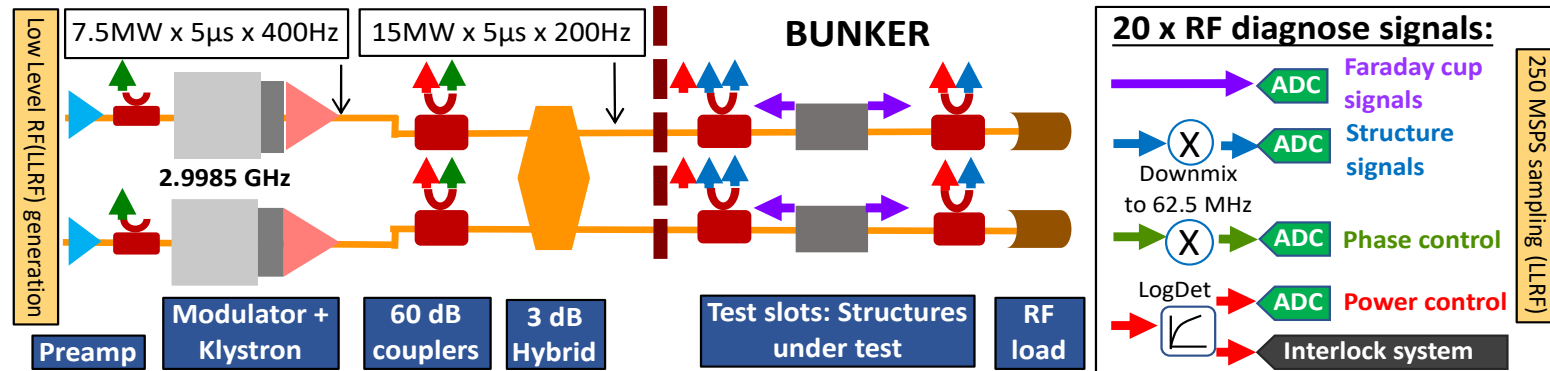 Low Level RF(LLRF) generation
7.5MW x 5µs x 400Hz
15MW x 5µs x 200Hz
BUNKER
2.9985 GHz
Preamp
Modulator +
Klystron
60 dB
couplers
3 dB
Hybrid
Test slots: Structures
under test
RF
load
20 x RF diagnose signals:
ADC
Faraday cup
signals
X
ADC
Structure
signals
Downmix
to 62.5 MHz
X
ADC
Phase control
LogDet
ADC
Power control
Interlock system
250 MSPS sampling (LLRF)